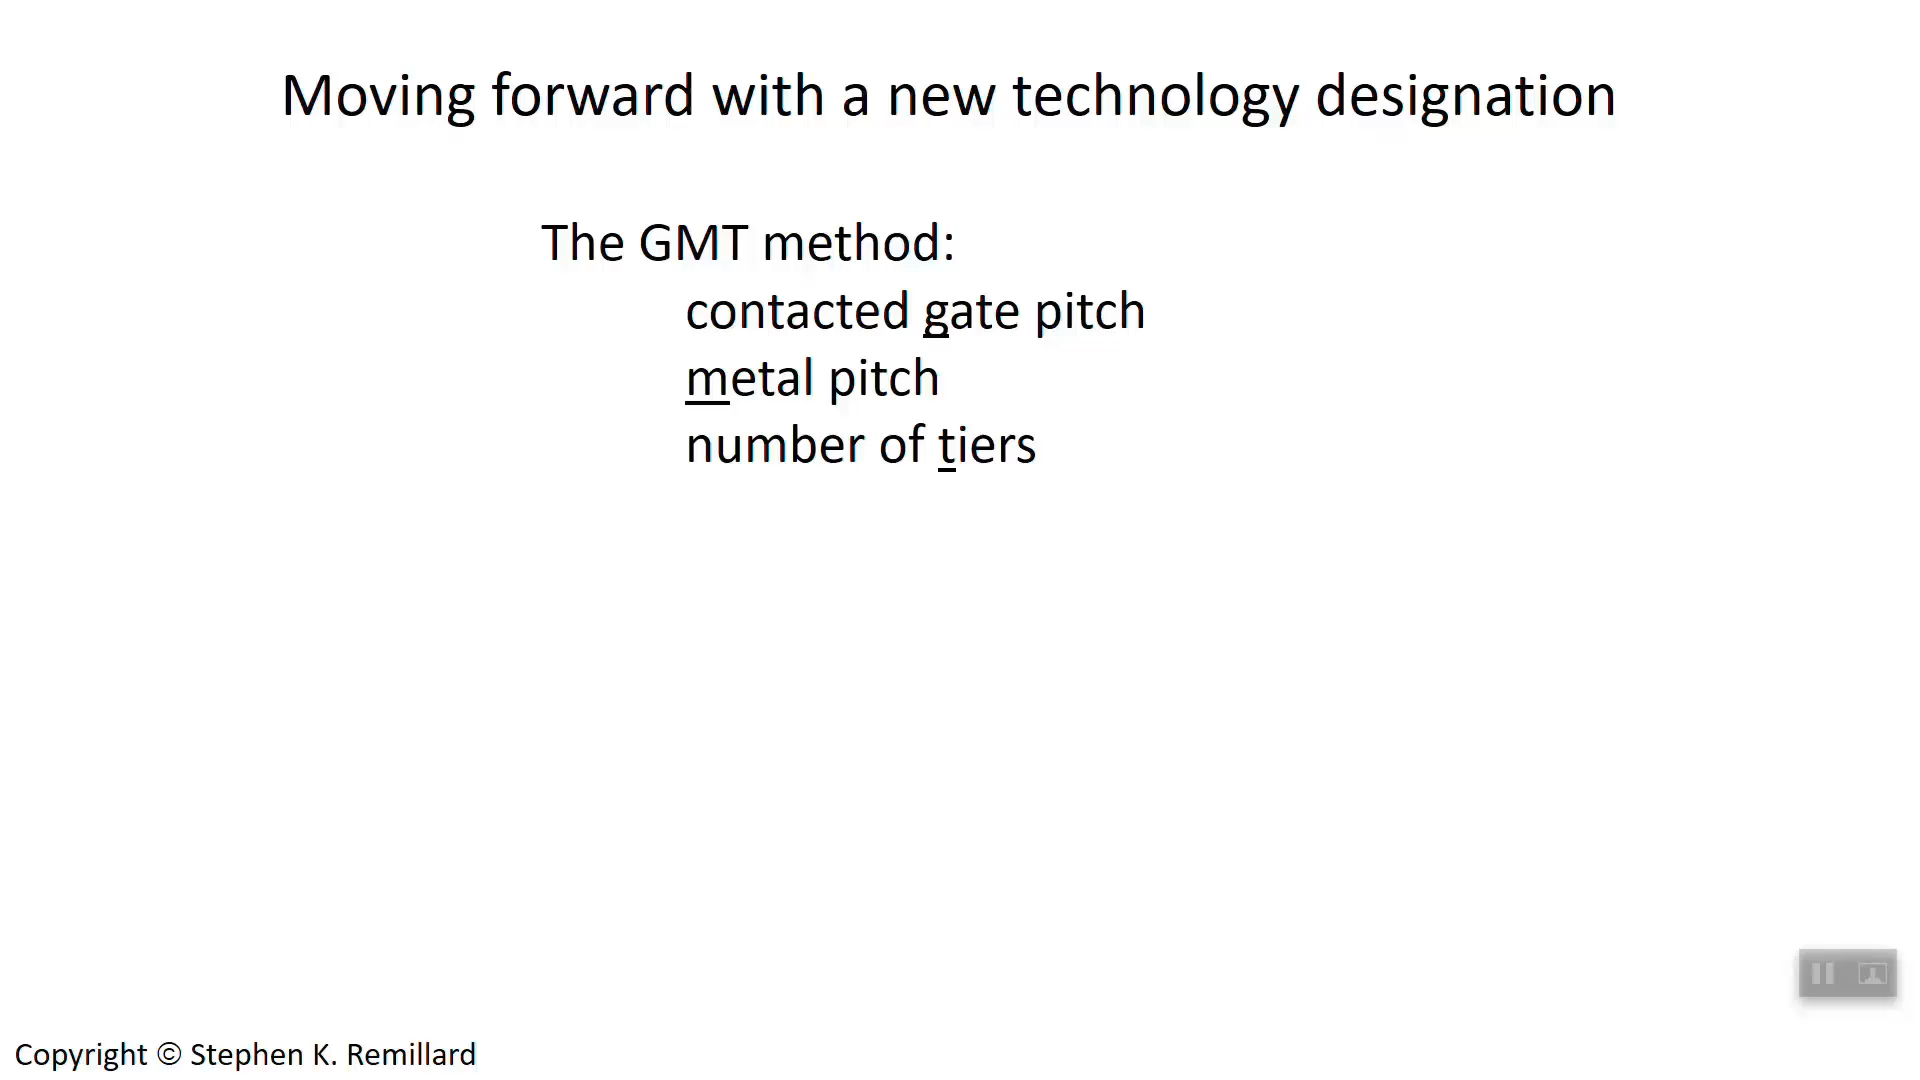 Moving forward with a new technology designation
The GMT method:
contacted gate pitch
metal pitch
number of tiers
Copyright © Stephen K. Remillard